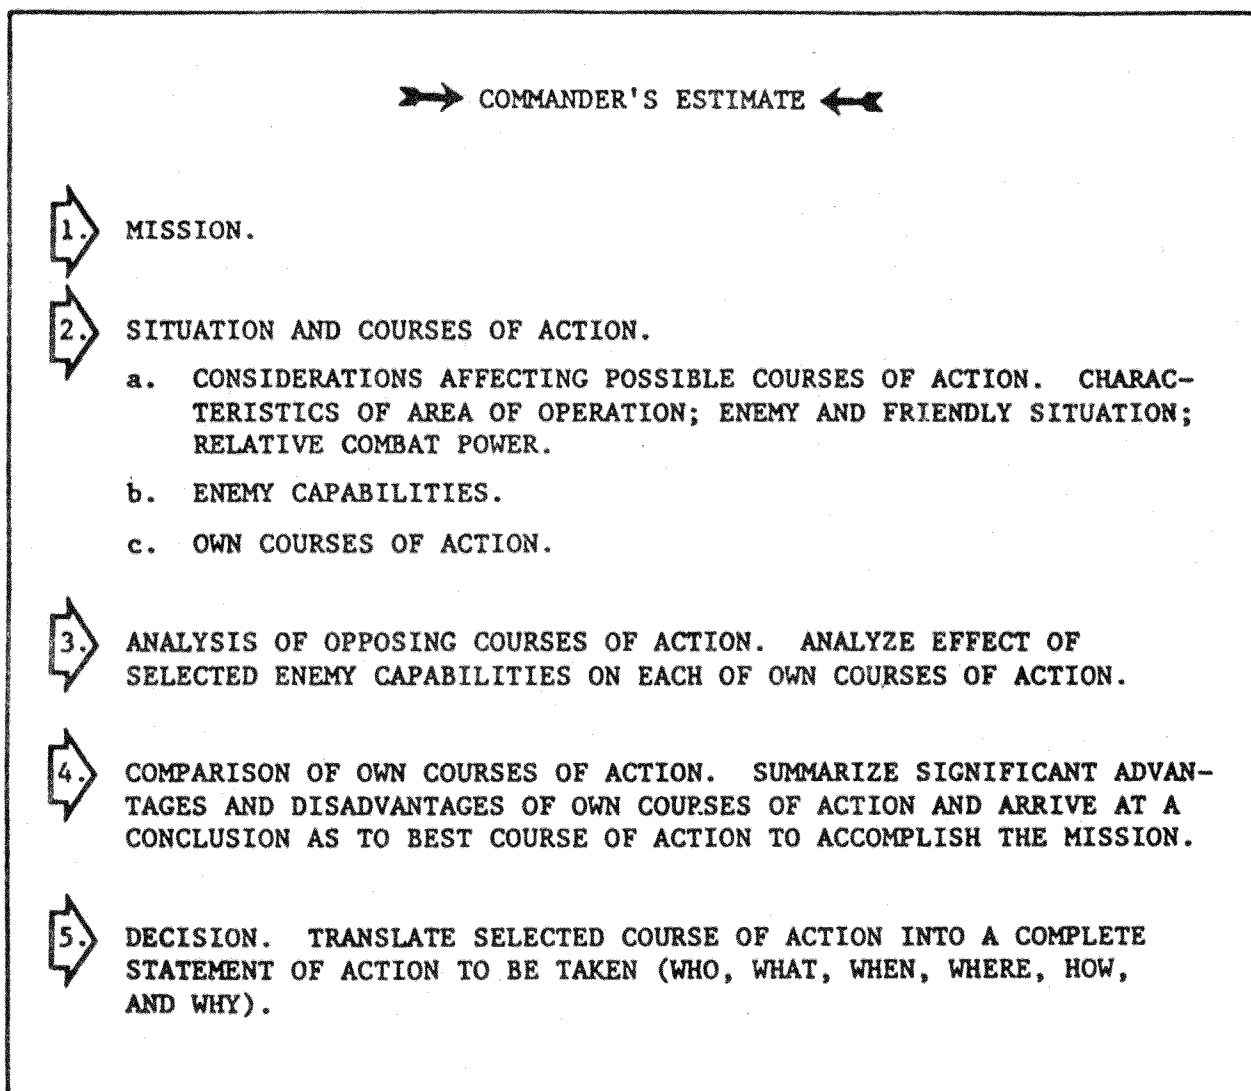 COMMANDER'S ESTIMATE
1. MISSION.
2. SITUATION AND COURSES OF ACTION.
a. CONSIDERATIONS AFFECTING POSSIBLE COURSES OF ACTION. CHARAC-
TERISTICS OF AREA OF OPERATION; ENEMY AND FRIENDLY SITUATION;
RELATIVE COMBAT POWER.
b. ENEMY CAPABILITIES.
c. OWN COURSES OF ACTION.
3. ANALYSIS OF OPPOSING COURSES OF ACTION. ANALYZE EFFECT OF
SELECTED ENEMY CAPABILITIES ON EACH OF OWN COURSES OF ACTION.
4. COMPARISON OF OWN COURSES OF ACTION. SUMMARIZE SIGNIFICANT ADVAN-
TAGES AND DISADVANTAGES OF OWN COURSES OF ACTION AND ARRIVE AT A
CONCLUSION AS TO BEST COURSE OF ACTION TO ACCOMPLISH THE MISSION.
5. DECISION. TRANSLATE SELECTED COURSE OF ACTION INTO A COMPLETE
STATEMENT OF ACTION TO BE TAKEN (WHO, WHAT, WHEN, WHERE, HOW,
AND WHY).